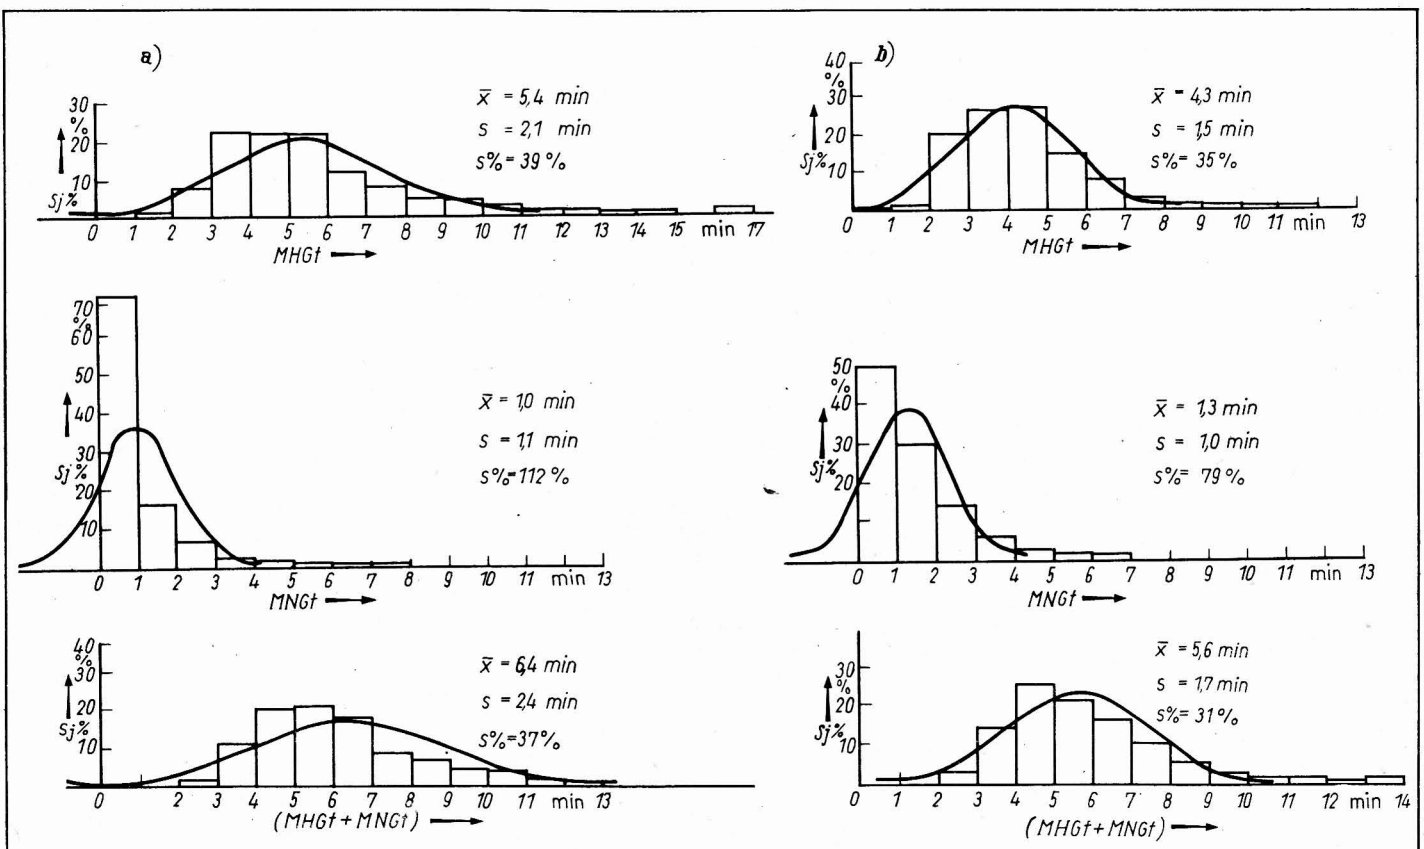 a)
30
%
20
10
Sj%
x̄ = 5,4 min
s = 2,1 min
s% = 39 %
0 1 2 3 4 5 6 7 8 9 10 11 12 13 14 15 min 17
MHGt
70
%
60
50
40
30
Sj%
20
10
x̄ = 1,0 min
s = 1,1 min
s% = 112 %
0 1 2 3 4 5 6 7 8 9 10 11 min 13
MNGt
40
%
30
20
Sj%
10
x̄ = 6,4 min
s = 2,4 min
s% = 37 %
0 2 3 4 5 6 7 8 9 10 11 min 13
(MHGt + MNGt)
b)
40
%
30
20
Sj%
10
x̄ = 4,3 min
s = 1,5 min
s% = 35 %
0 1 2 3 4 5 6 7 8 9 10 11 min 13
MHGt
50
%
40
30
Sj%
20
x̄ = 1,3 min
s = 1,0 min
s% = 79 %
0 1 2 3 4 5 6 7 8 9 10 11 min 13
MNGt
30
%
20
Sj%
10
x̄ = 5,6 min
s = 1,7 min
s% = 31 %
0 1 2 3 4 5 6 7 8 9 10 11 12 min 14
(MHGt + MNGt)